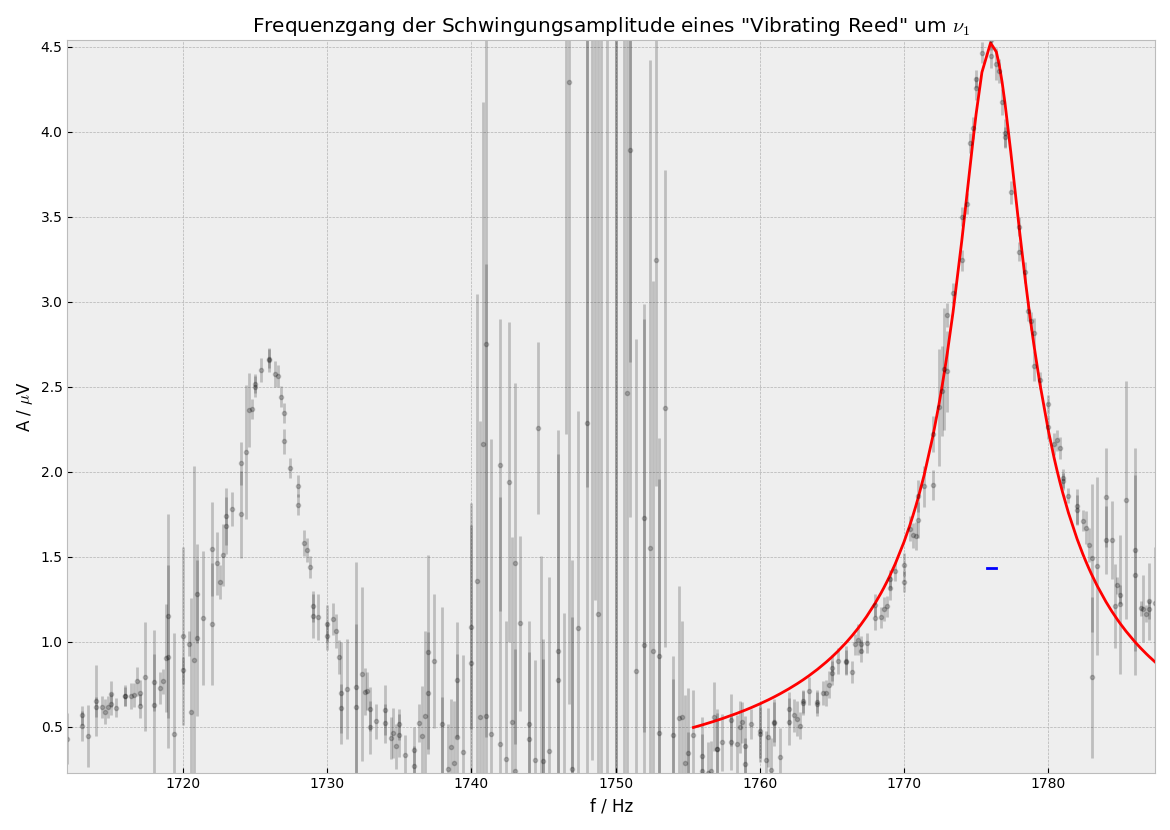 Frequenzgang der Schwingungsamplitude eines "Vibrating Reed" um ν₁
4.5
4.0
3.5
3.0
2.5
2.0
1.5
1.0
0.5
A / μV
1720 1730 1740 1750 1760 1770 1780
f / Hz